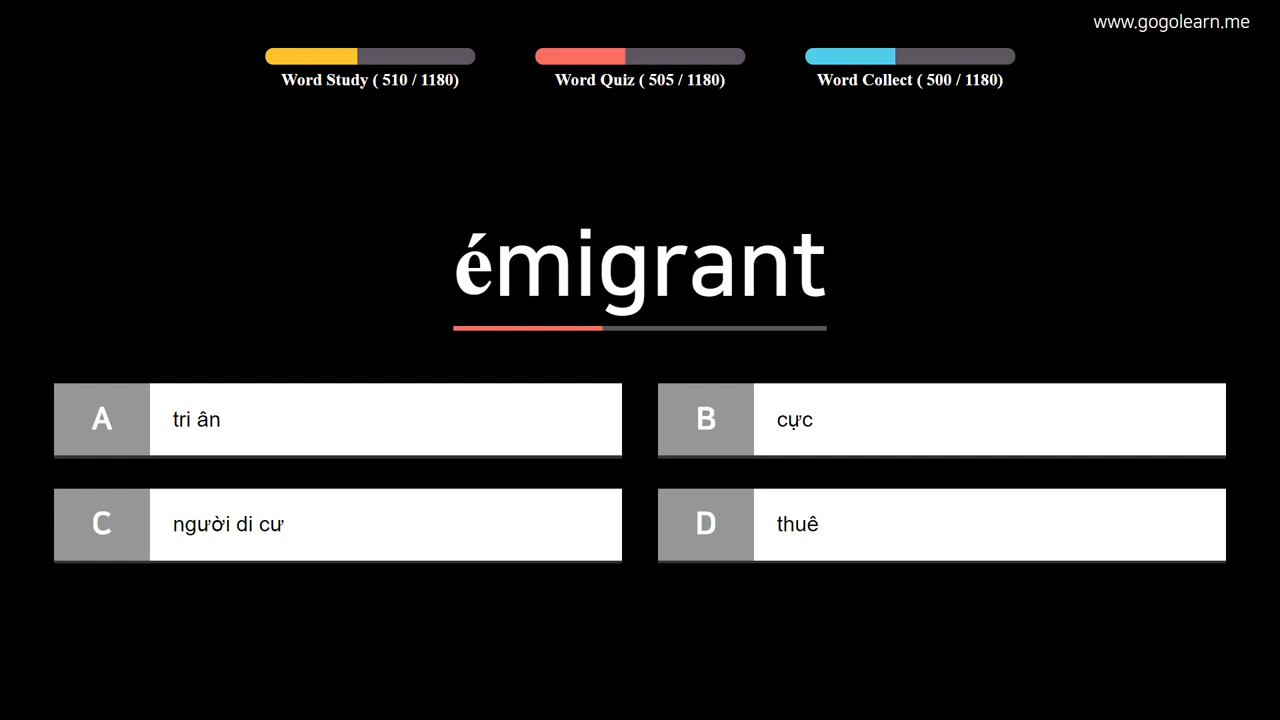 www.gogolearn.me
Word Study ( 510 / 1180)
Word Quiz ( 505 / 1180)
Word Collect ( 500 / 1180)
émigrant
A tri ân
B cực
C người di cư
D thuê